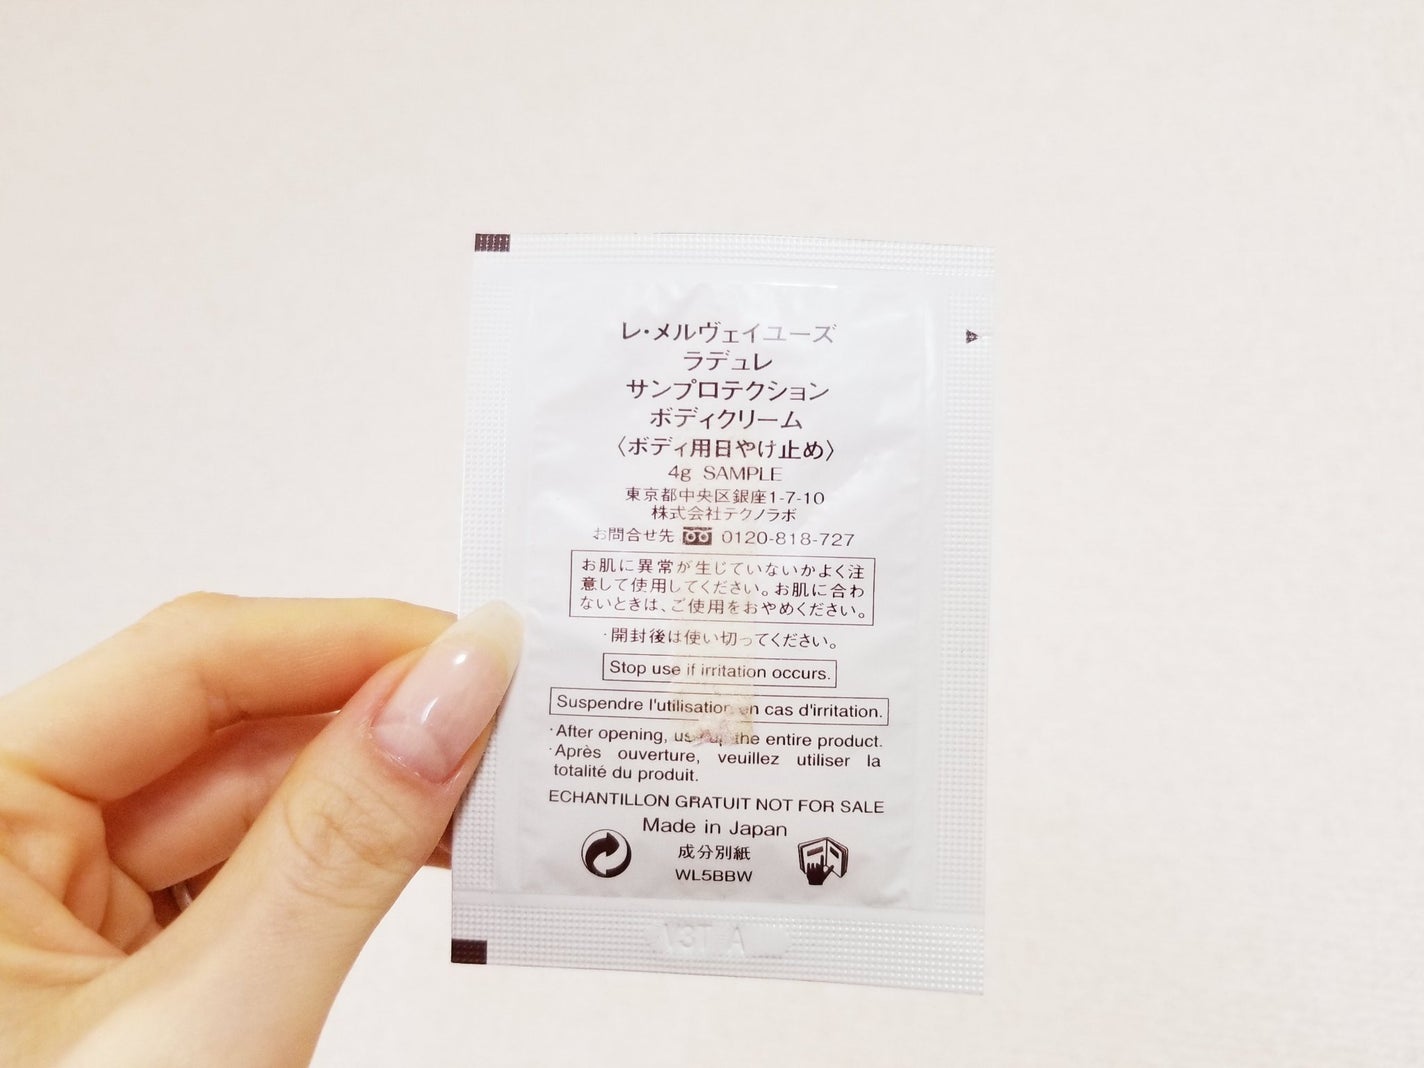 レ・メルヴェイユーズ
ラデュレ
サンプロテクション
ボディクリーム
〈ボディ用日やけ止め〉
4g SAMPLE
東京都中央区銀座1-7-10
株式会社テクノラボ
お問合せ先 0120-818-727
お肌に異常が生じていないかよく注
意して使用してください。お肌に合わ
ないときは、ご使用をおやめください。
・開封後は使い切ってください。
Stop use if irritation occurs.
Suspendre l'utilisation en cas d'irritation.
・After opening, use up the entire product.
・Après ouverture, veuillez utiliser la
totalité du produit.
ECHANTILLON GRATUIT NOT FOR SALE
Made in Japan
成分別紙
WL5BBW